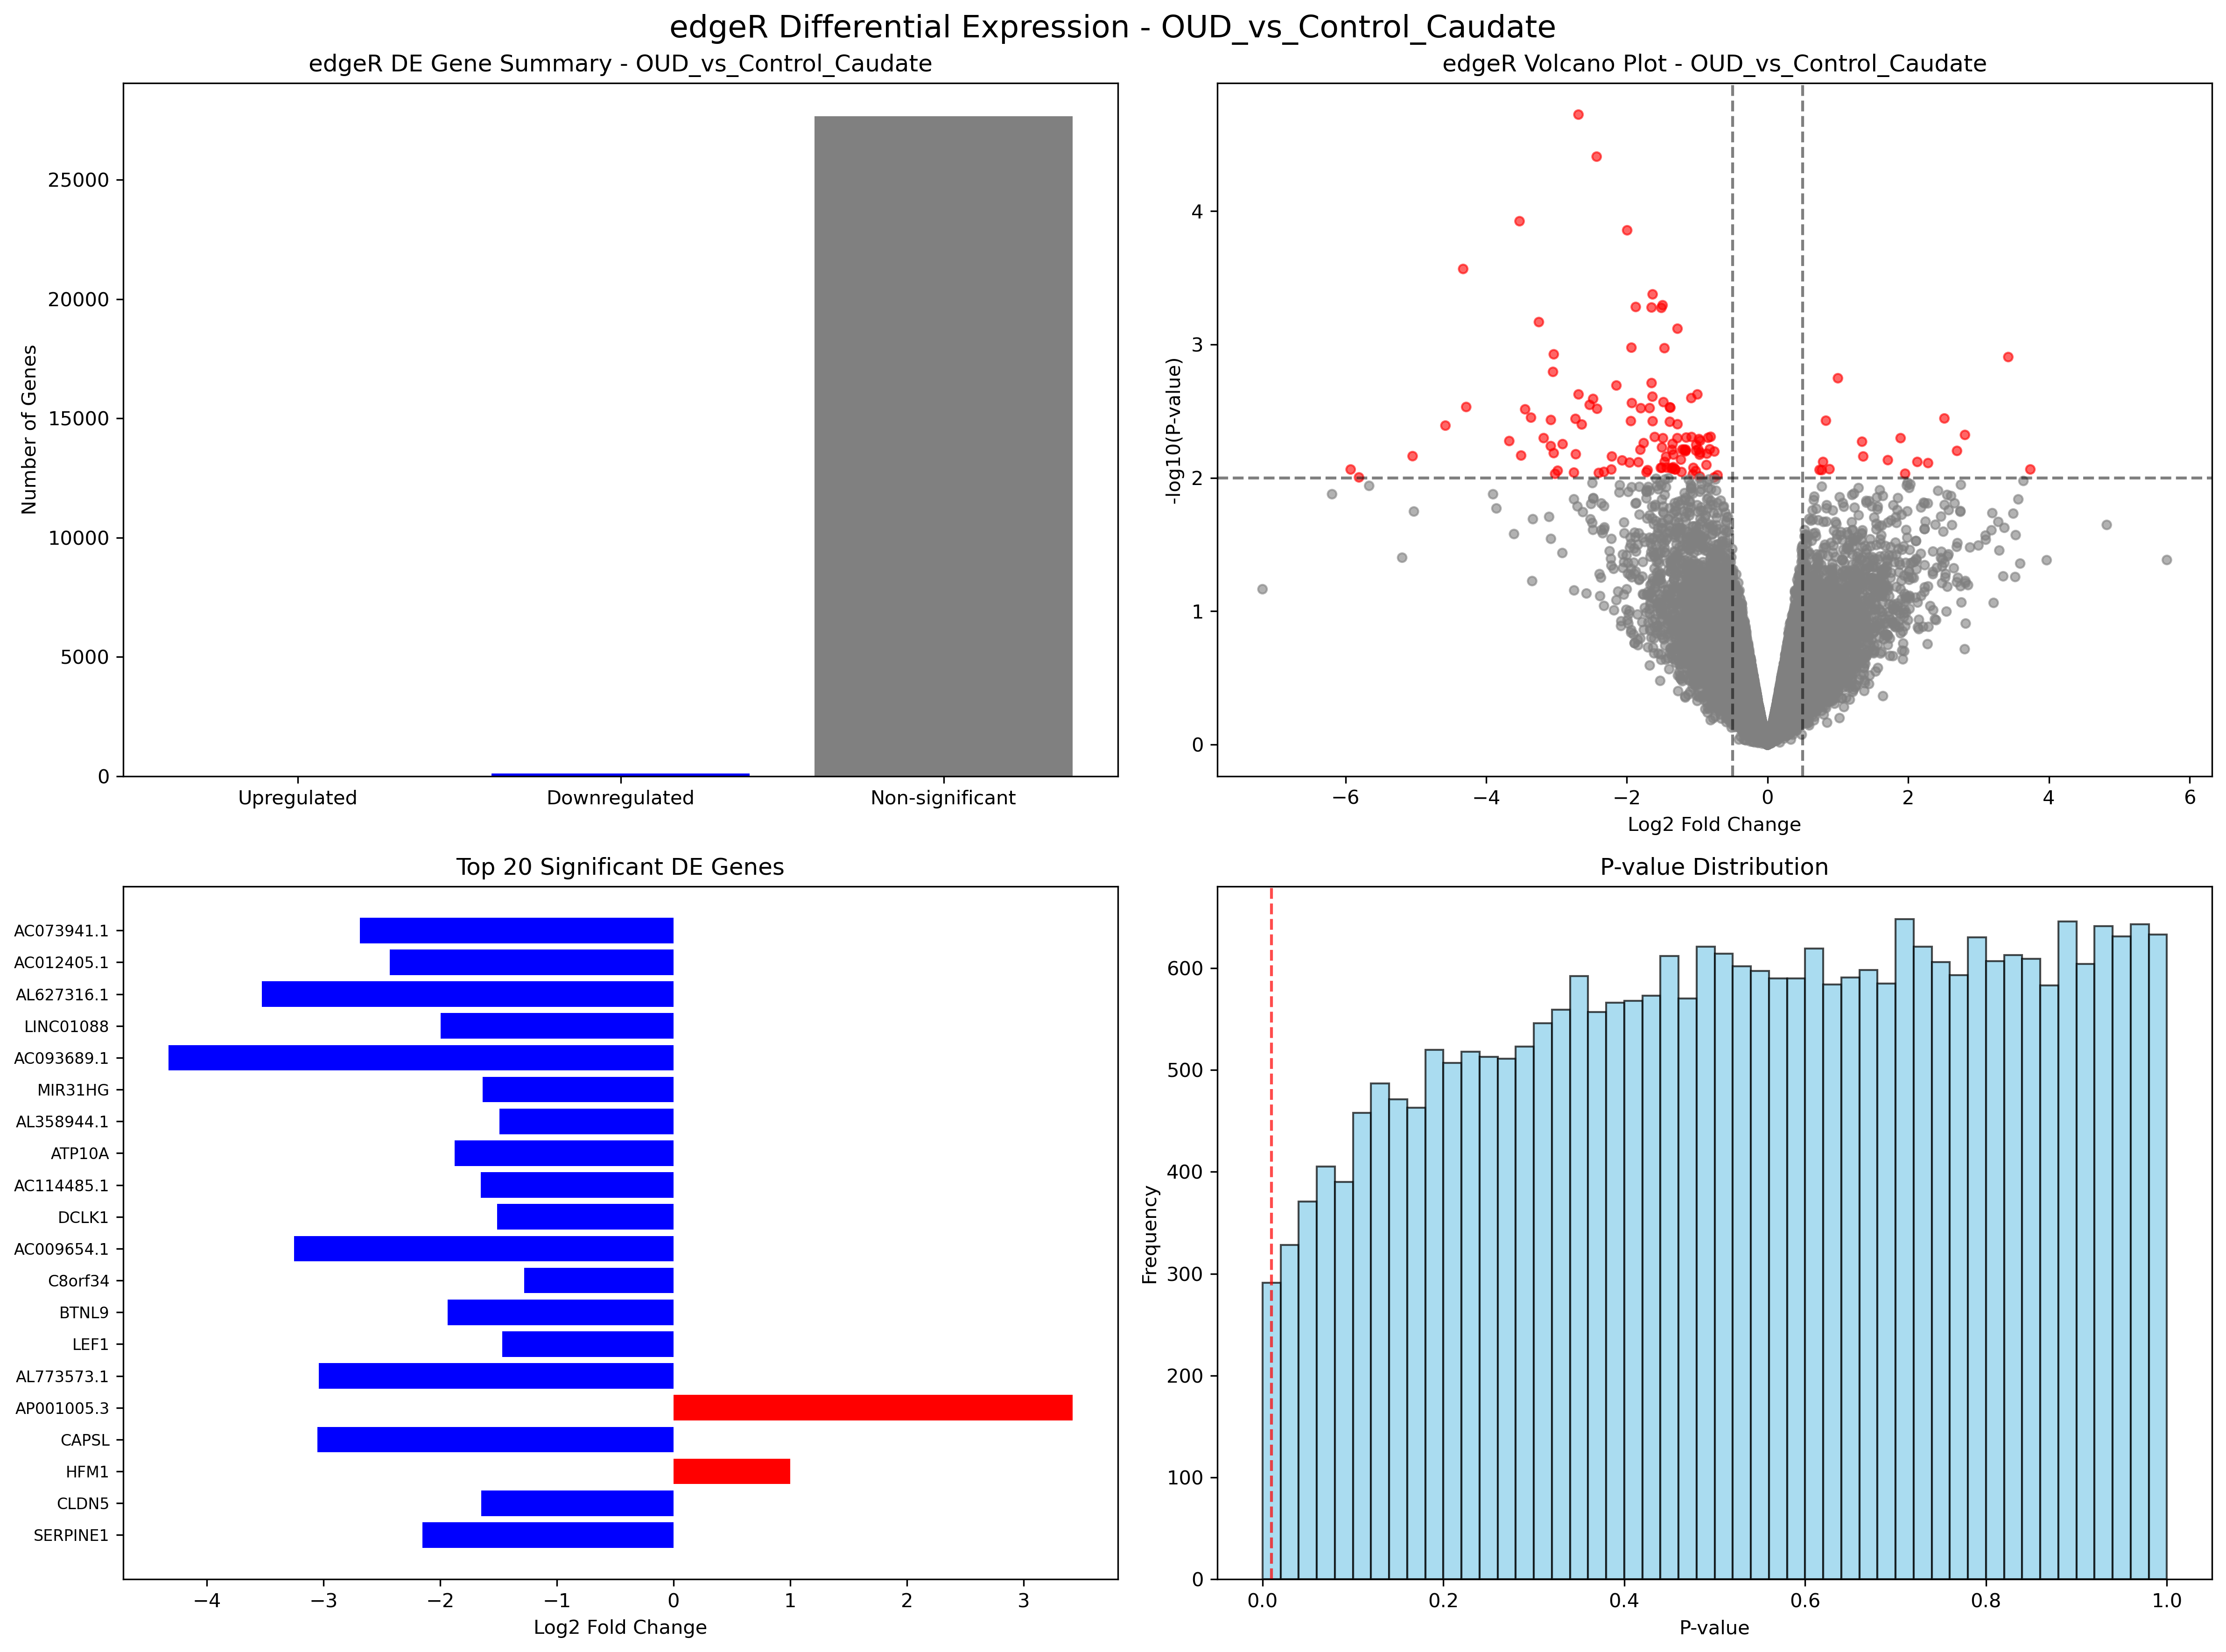 edgeR Differential Expression - OUD_vs_Control_Caudate
edgeR DE Gene Summary - OUD_vs_Control_Caudate
Number of Genes
25000
20000
15000
10000
5000
0
Upregulated Downregulated Non-significant
edgeR Volcano Plot - OUD_vs_Control_Caudate
-log10(P-value)
4
3
2
1
0
−6 −4 −2 0 2 4 6
Log2 Fold Change
Top 20 Significant DE Genes
AC073941.1
AC012405.1
AL627316.1
LINC01088
AC093689.1
MIR31HG
AL358944.1
ATP10A
AC114485.1
DCLK1
AC009654.1
C8orf34
BTNL9
LEF1
AL773573.1
AP001005.3
CAPSL
HFM1
CLDN5
SERPINE1
−4 −3 −2 −1 0 1 2 3
Log2 Fold Change
P-value Distribution
Frequency
600
500
400
300
200
100
0
0.0 0.2 0.4 0.6 0.8 1.0
P-value